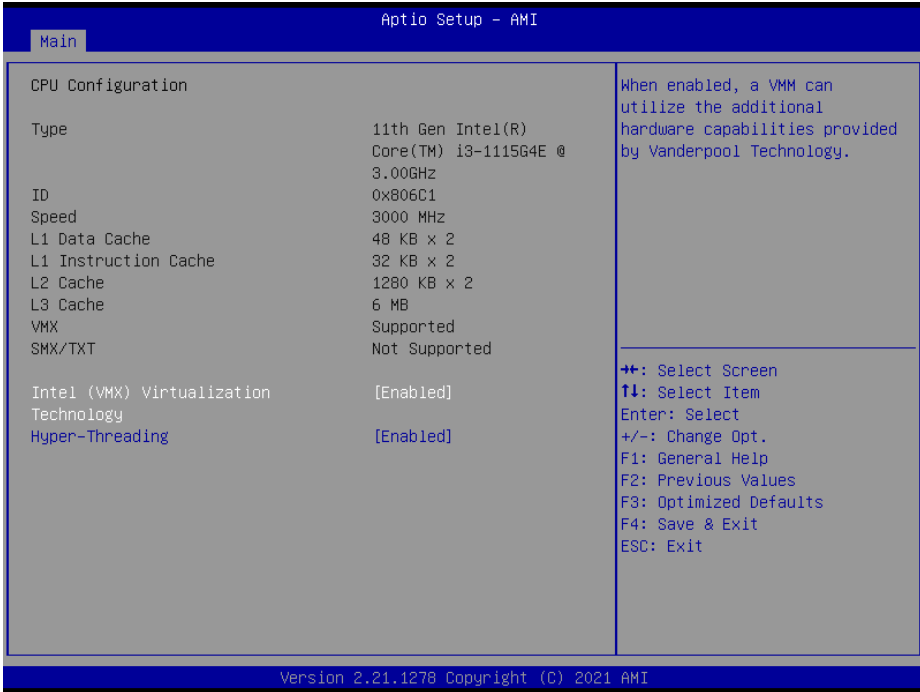 Aptio Setup – AMI
Main
CPU Configuration
Type 11th Gen Intel(R)
Core(TM) i3-1115G4E @
3.00GHz
ID 0x806C1
Speed 3000 MHz
L1 Data Cache 48 KB x 2
L1 Instruction Cache 32 KB x 2
L2 Cache 1280 KB x 2
L3 Cache 6 MB
VMX Supported
SMX/TXT Not Supported
Intel (VMX) Virtualization [Enabled]
Technology
Hyper-Threading [Enabled]
When enabled, a VMM can
utilize the additional
hardware capabilities provided
by Vanderpool Technology.
→←: Select Screen
↑↓: Select Item
Enter: Select
+/-: Change Opt.
F1: General Help
F2: Previous Values
F3: Optimized Defaults
F4: Save & Exit
ESC: Exit
Version 2.21.1278 Copyright (C) 2021 AMI